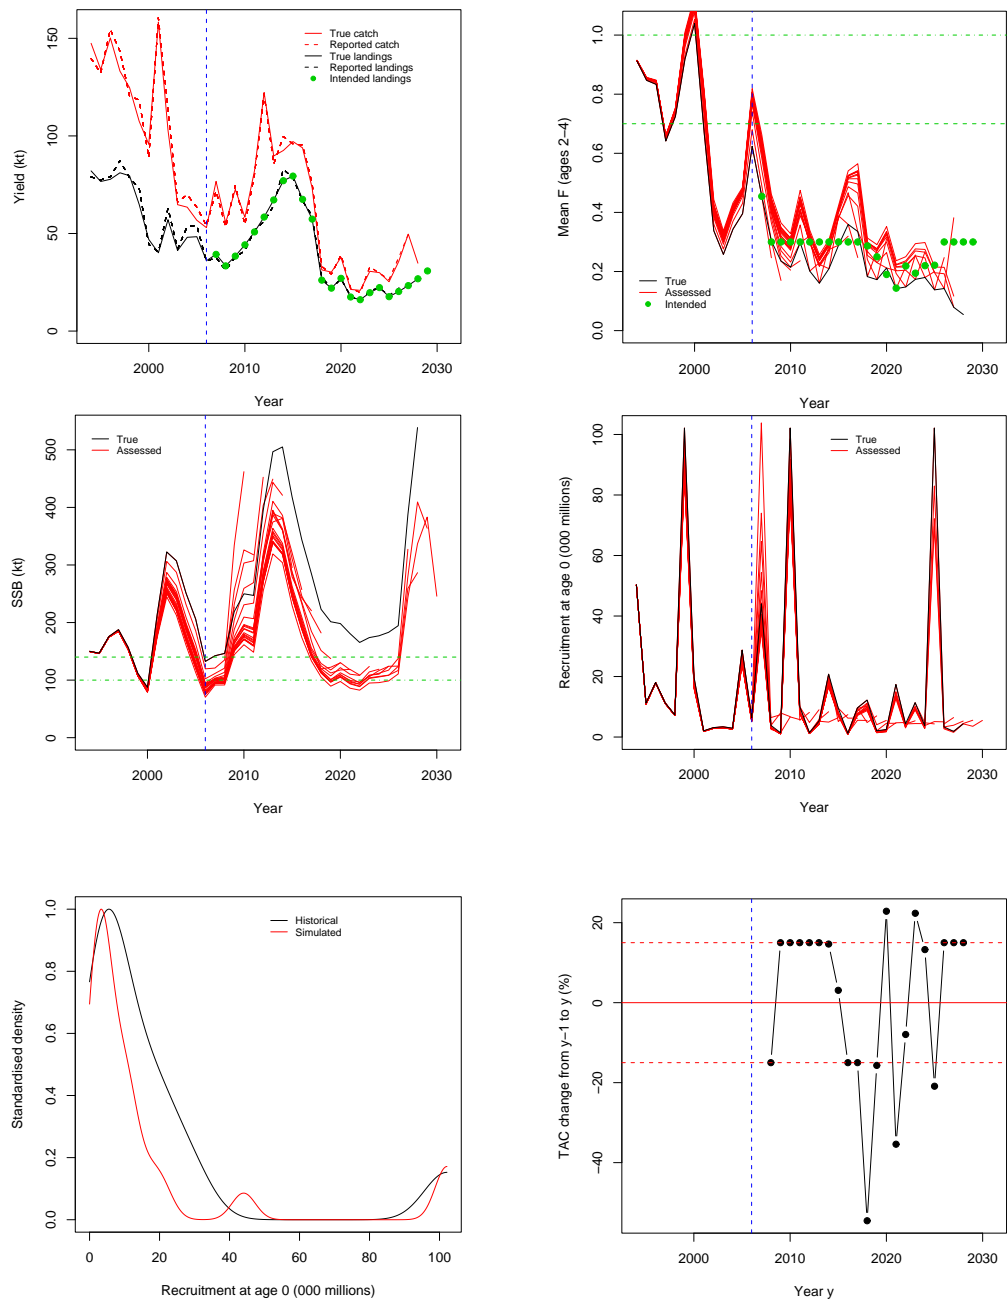 Yield (kt)
150
100
50
0
True catch
Reported catch
True landings
Reported landings
Intended landings
2000
2010
2020
2030
Year
Mean F (ages 2−4)
1.0
0.8
0.6
0.4
0.2
0.0
True
Assessed
Intended
2000
2010
2020
2030
Year
SSB (kt)
500
400
300
200
100
0
True
Assessed
2000
2010
2020
2030
Year
Recruitment at age 0 (000 millions)
100
80
60
40
20
0
True
Assessed
2000
2010
2020
2030
Year
Standardised density
1.0
0.8
0.6
0.4
0.2
0.0
Historical
Simulated
0
20
40
60
80
100
Recruitment at age 0 (000 millions)
TAC change from y−1 to y (%)
20
0
−20
−40
2000
2010
2020
2030
Year y